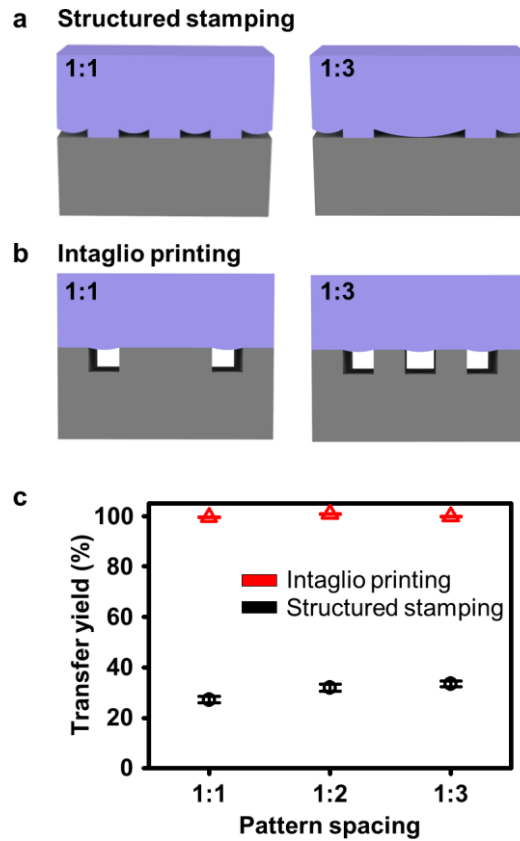 a Structured stamping
1:1 1:3
b Intaglio printing
1:1 1:3
c
100
80
60
40
20
0
Transfer yield (%)
Intaglio printing
Structured stamping
1:1 1:2 1:3
Pattern spacing